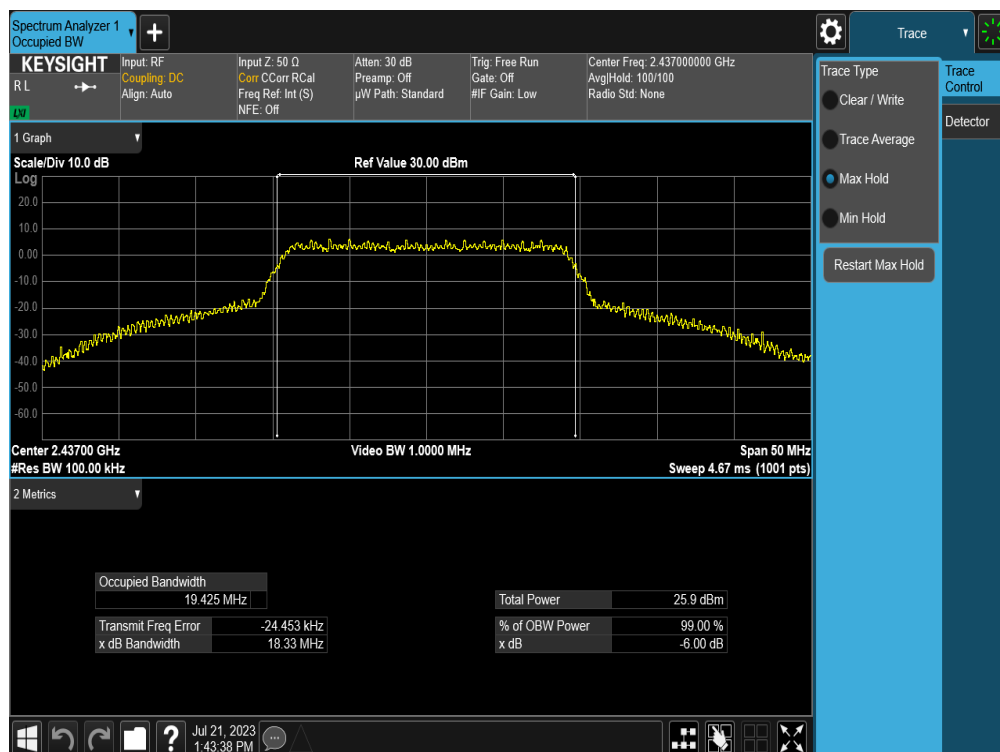 Spectrum Analyzer 1
Occupied BW
Trace
KEYSIGHT
R L
LXI
Input: RF
Coupling: DC
Align: Auto
Input Z: 50 Ω
Corr CCorr RCal
Freq Ref: Int (S)
NFE: Off
Atten: 30 dB
Preamp: Off
µW Path: Standard
Trig: Free Run
Gate: Off
#IF Gain: Low
Center Freq: 2.437000000 GHz
Avg|Hold: 100/100
Radio Std: None
Trace Type
Clear / Write
Trace Average
Max Hold
Min Hold
Restart Max Hold
Trace
Control
Detector
1 Graph
Scale/Div 10.0 dB
Ref Value 30.00 dBm
Log
20.0
10.0
0.00
-10.0
-20.0
-30.0
-40.0
-50.0
-60.0
Center 2.43700 GHz
Video BW 1.0000 MHz
Span 50 MHz
#Res BW 100.00 kHz
Sweep 4.67 ms (1001 pts)
2 Metrics
Occupied Bandwidth
19.425 MHz
Transmit Freq Error -24.453 kHz
x dB Bandwidth 18.33 MHz
Total Power 25.9 dBm
% of OBW Power 99.00 %
x dB -6.00 dB
?
Jul 21, 2023
1:43:38 PM